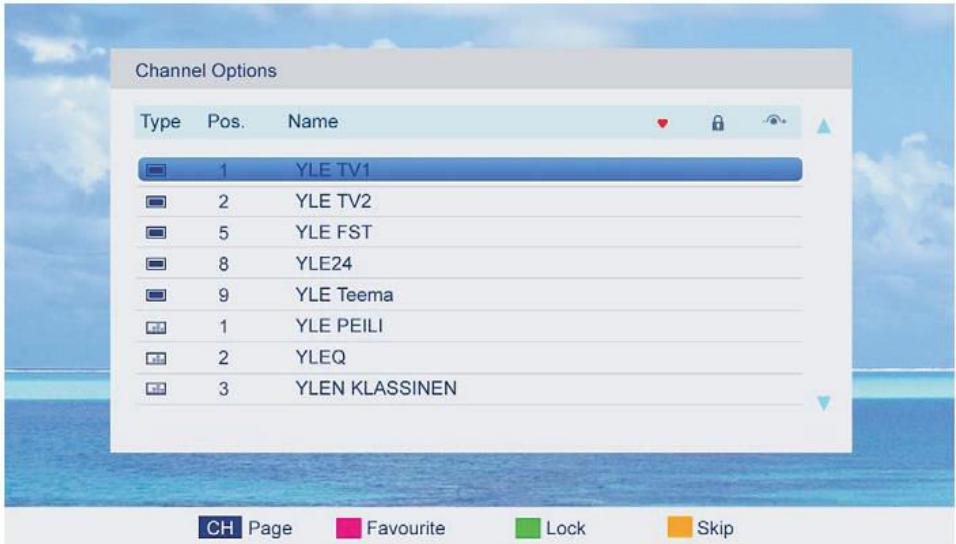 Channel Options
Type Pos. Name
1 YLE TV1
2 YLE TV2
5 YLE FST
8 YLE24
9 YLE Teema
1 YLE PEILI
2 YLEQ
3 YLEN KLASSINEN
CH Page Favourite Lock Skip